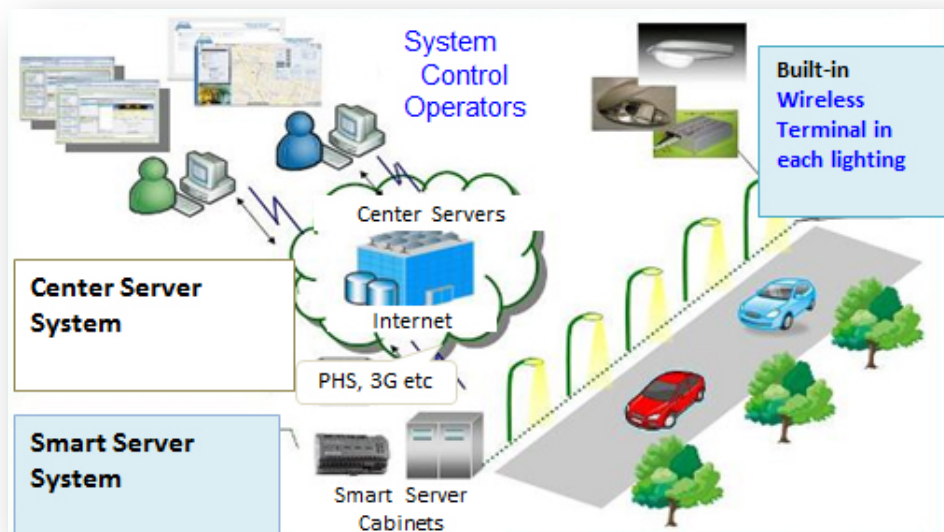 System
Control
Operators
Built-in
Wireless
Terminal in
each lighting
Center Servers
Internet
Center Server
System
PHS, 3G etc
Smart Server
System
Smart Server
Cabinets